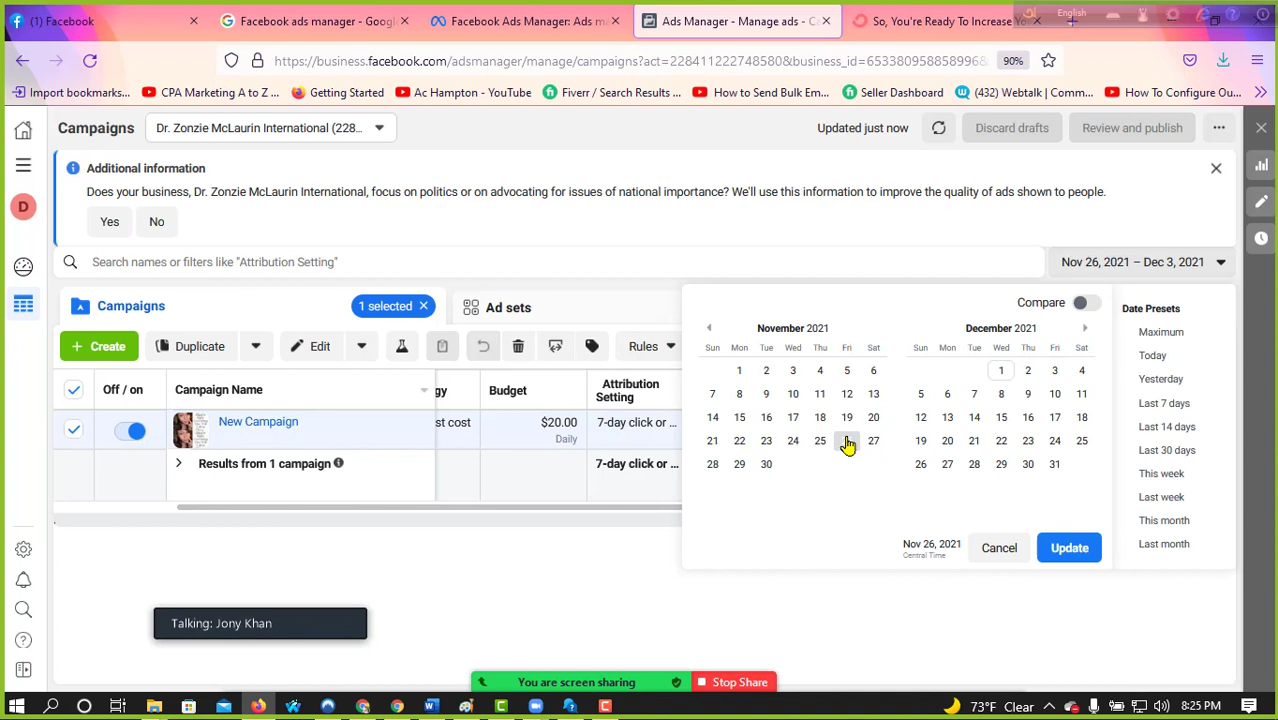 (1) Facebook
Facebook ads manager - Googl
Facebook Ads Manager: Ads m
Ads Manager - Manage ads - C
So, You're Ready To Increase Yo
English
https://business.facebook.com/adsmanager/manage/campaigns?act=228411222748580&business_id=653380958858996&
90%
Import bookmarks...
CPA Marketing A to Z ...
Getting Started
Ac Hampton - YouTube
Fiverr / Search Results ...
How to Send Bulk Em...
Seller Dashboard
(432) Webtalk | Comm...
How To Configure Ou...
Campaigns
Dr. Zonzie McLaurin International (228...
Updated just now
Discard drafts
Review and publish
Additional information
Does your business, Dr. Zonzie McLaurin International, focus on politics or on advocating for issues of national importance? We'll use this information to improve the quality of ads shown to people.
Yes
No
D
Search names or filters like "Attribution Setting"
Nov 26, 2021 – Dec 3, 2021
Campaigns
1 selected
Ad sets
Create
Duplicate
Edit
Rules
Off / on
Campaign Name
gy
Budget
Attribution
Setting
New Campaign
st cost
$20.00
Daily
7-day click or ...
Results from 1 campaign
7-day click or ...
Compare
November 2021
Sun Mon Tue Wed Thu Fri Sat
1 2 3 4 5 6
7 8 9 10 11 12 13
14 15 16 17 18 19 20
21 22 23 24 25 27
28 29 30
December 2021
Sun Mon Tue Wed Thu Fri Sat
1 2 3 4
5 6 7 8 9 10 11
12 13 14 15 16 17 18
19 20 21 22 23 24 25
26 27 28 29 30 31
Nov 26, 2021
Central Time
Cancel
Update
Date Presets
Maximum
Today
Yesterday
Last 7 days
Last 14 days
Last 30 days
This week
Last week
This month
Last month
Talking: Jony Khan
You are screen sharing
Stop Share
73°F Clear
8:25 PM